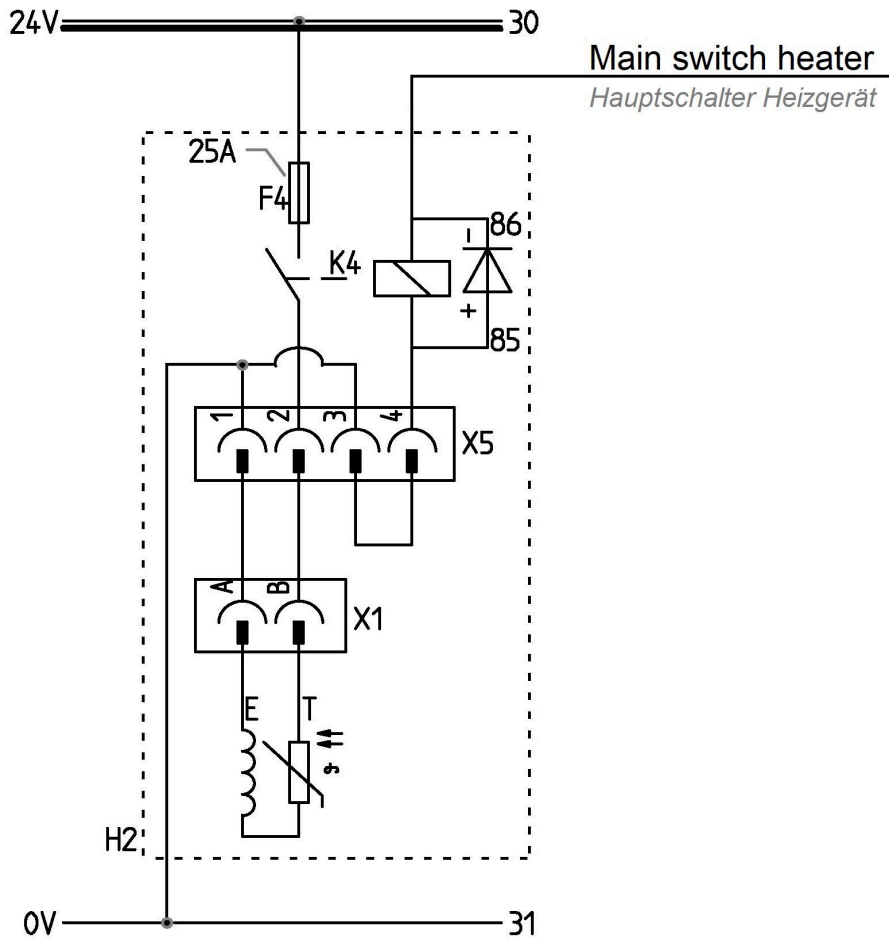 24V
30
Main switch heater
Hauptschalter Heizgerät
25A
F4
86
-
K4
+
85
1
2
3
4
X5
A
B
X1
E
T
ϑ
H2
0V
31